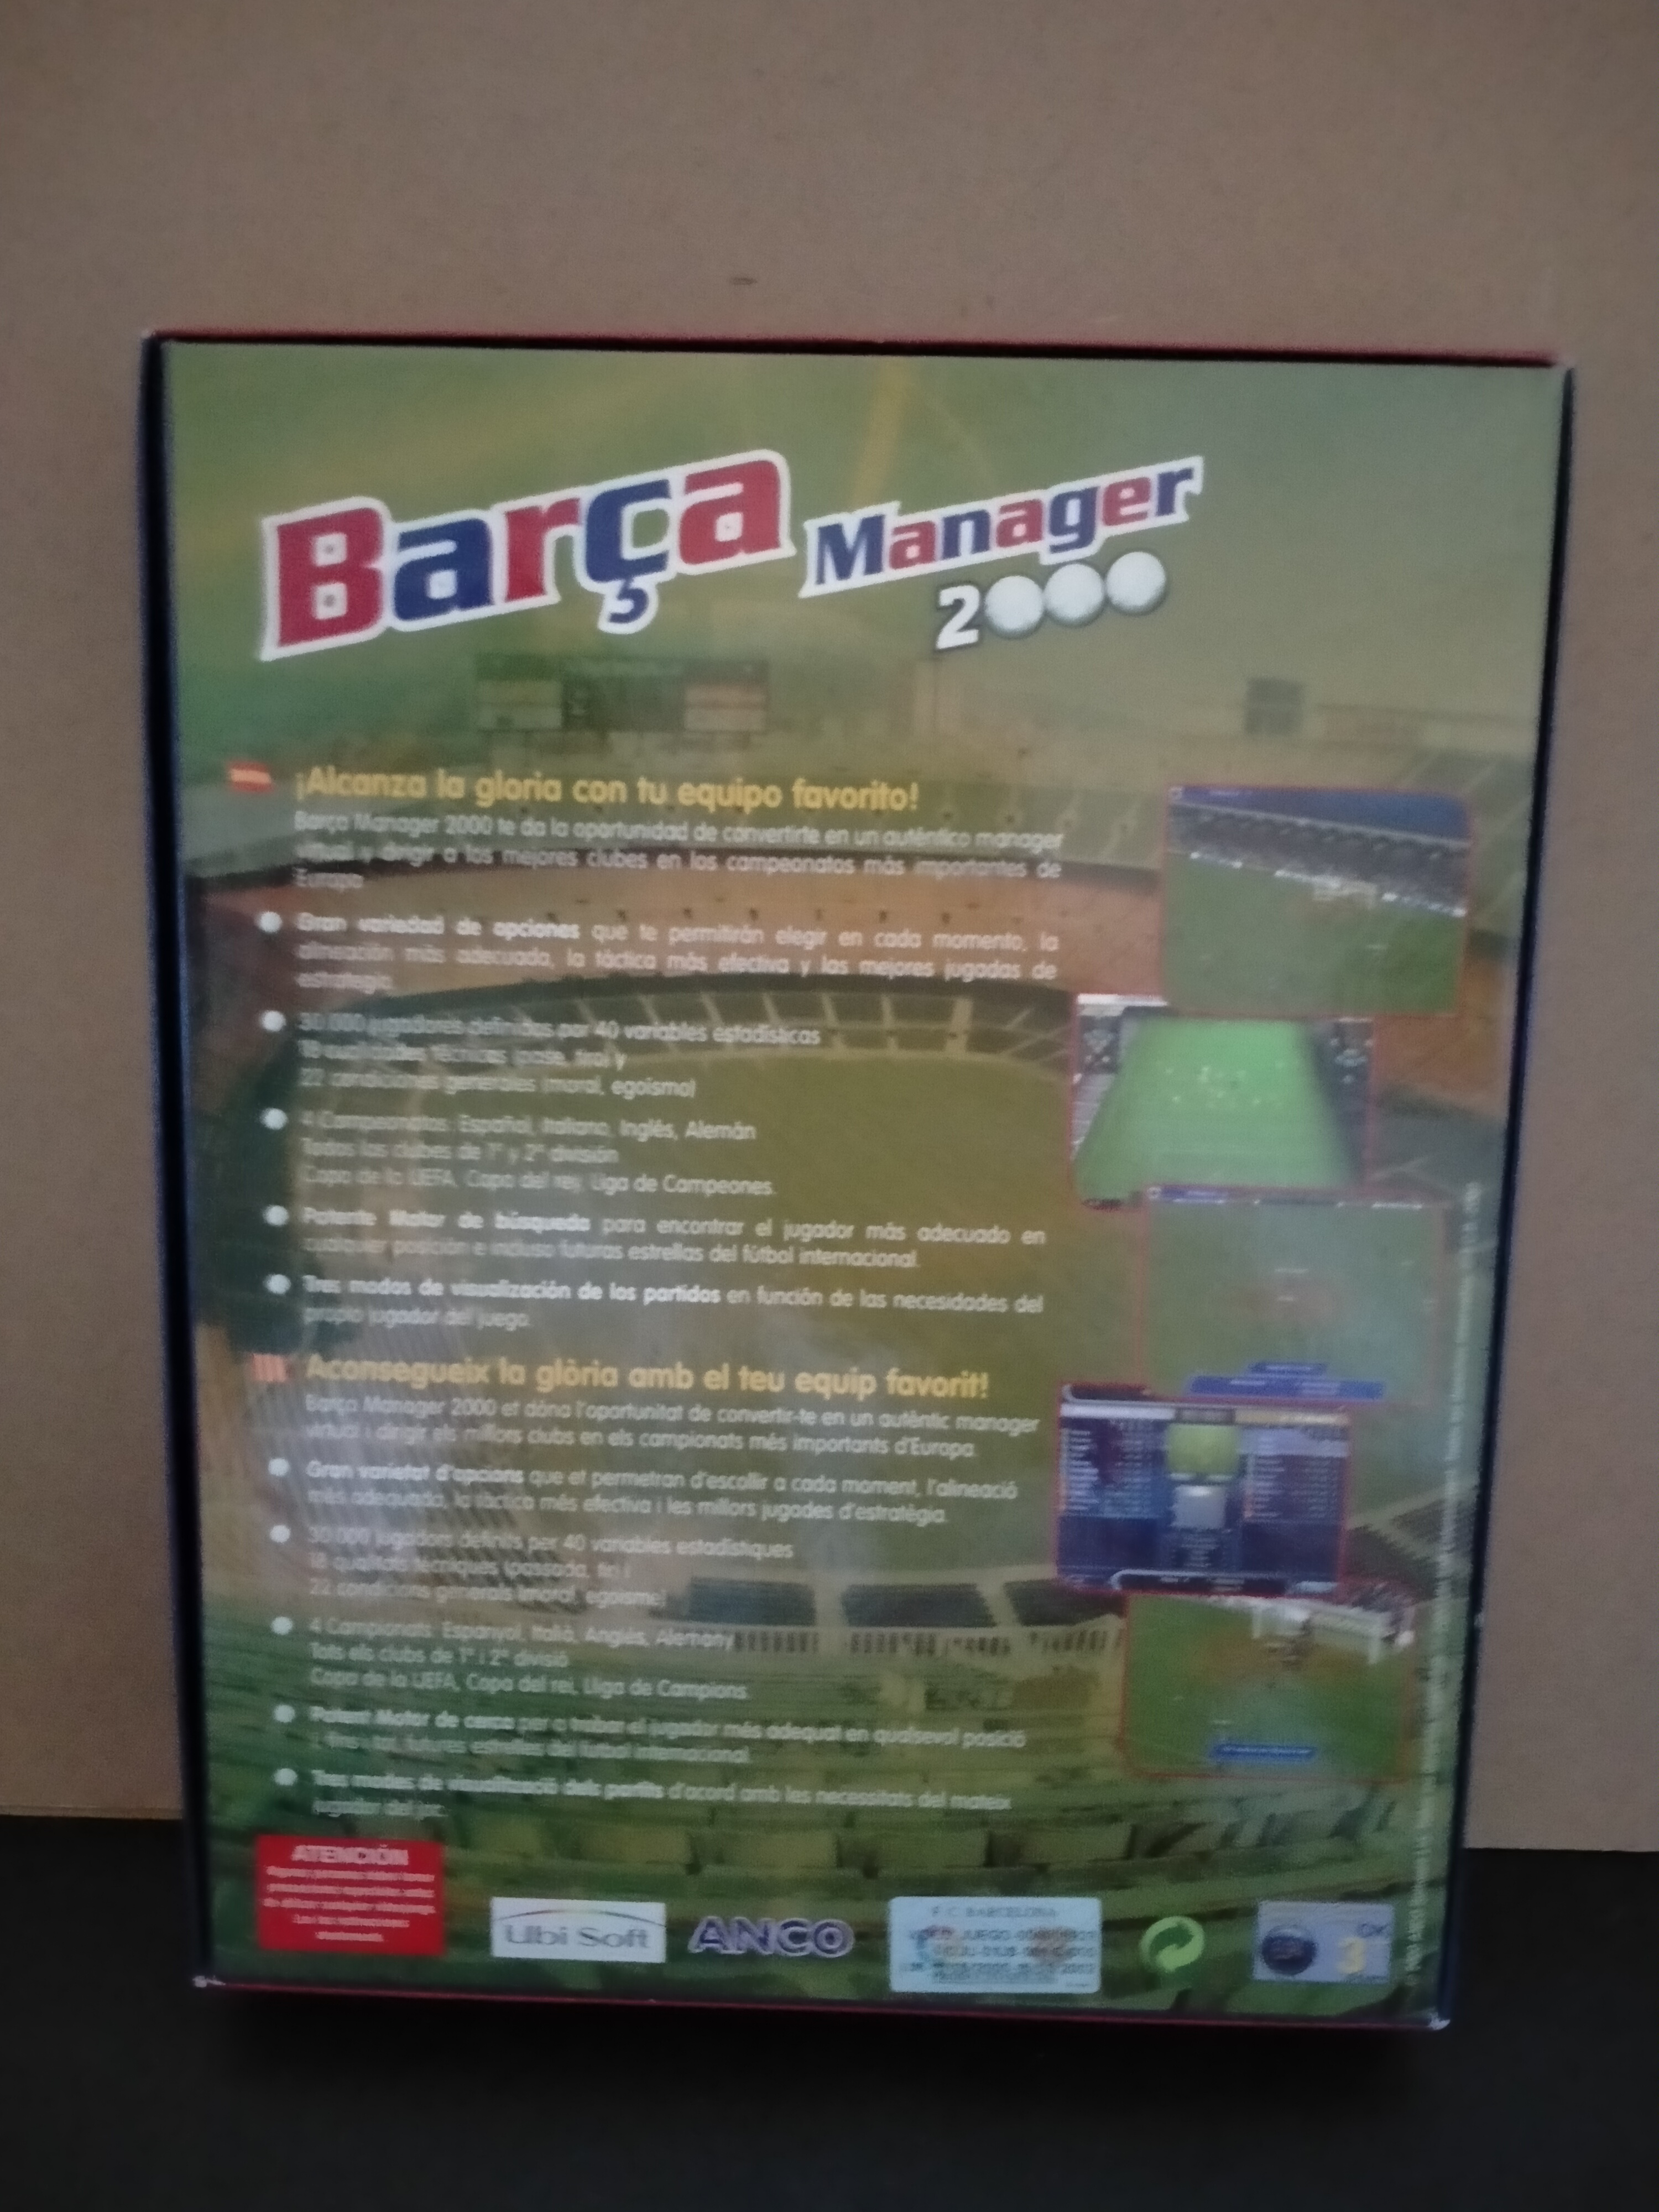 Barça Manager
2000
¡Alcanza la gloria con tu equipo favorito!
Barça Manager 2000 te da la oportunidad de convertirte en un auténtico manager
virtual y dirigir a los mejores clubes en los campeonatos más importantes de
Europa.
Gran variedad de opciones que te permitirán elegir en cada momento, la
alineación más adecuada, la táctica más efectiva y las mejores jugadas de
estrategia.
30.000 jugadores definidos por 40 variables estadísticas
18 cualidades técnicas (pase, tiro) y
22 condiciones generales (moral, egoísmo)
4 Campeonatos: Español, Italiano, Inglés, Alemán
Todos los clubes de 1ª y 2ª división
Copa de la UEFA, Copa del rey, Liga de Campeones.
Potente Motor de búsqueda para encontrar el jugador más adecuado en
cualquier posición e incluso futuras estrellas del fútbol internacional.
Tres modos de visualización de los partidos en función de las necesidades del
propio jugador del juego.
Aconsegueix la glòria amb el teu equip favorit!
Barça Manager 2000 et dóna l'oportunitat de convertir-te en un autèntic manager
virtual i dirigir els millors clubs en els campionats més importants d'Europa.
Gran varietat d'opcions que et permetran d'escollir a cada moment, l'alineació
més adequada, la tàctica més efectiva i les millors jugades d'estratègia.
30.000 jugadors definits per 40 variables estadístiques
18 qualitats tècniques (passada, tir) i
22 condicions generals (moral, egoisme)
4 Campionats: Espanyol, Italià, Anglès, Alemany
Tots els clubs de 1ª i 2ª divisió
Copa de la UEFA, Copa del rei, Lliga de Campions.
Potent Motor de cerca per a trobar el jugador més adequat en qualsevol posició
i fins i tot, futures estrelles del futbol internacional.
Tres modes de visualització dels partits d'acord amb les necessitats del mateix
jugador del joc.
ATENCIÓN
Ubi Soft
ANCO
F. C. BARCELONA
OK
3